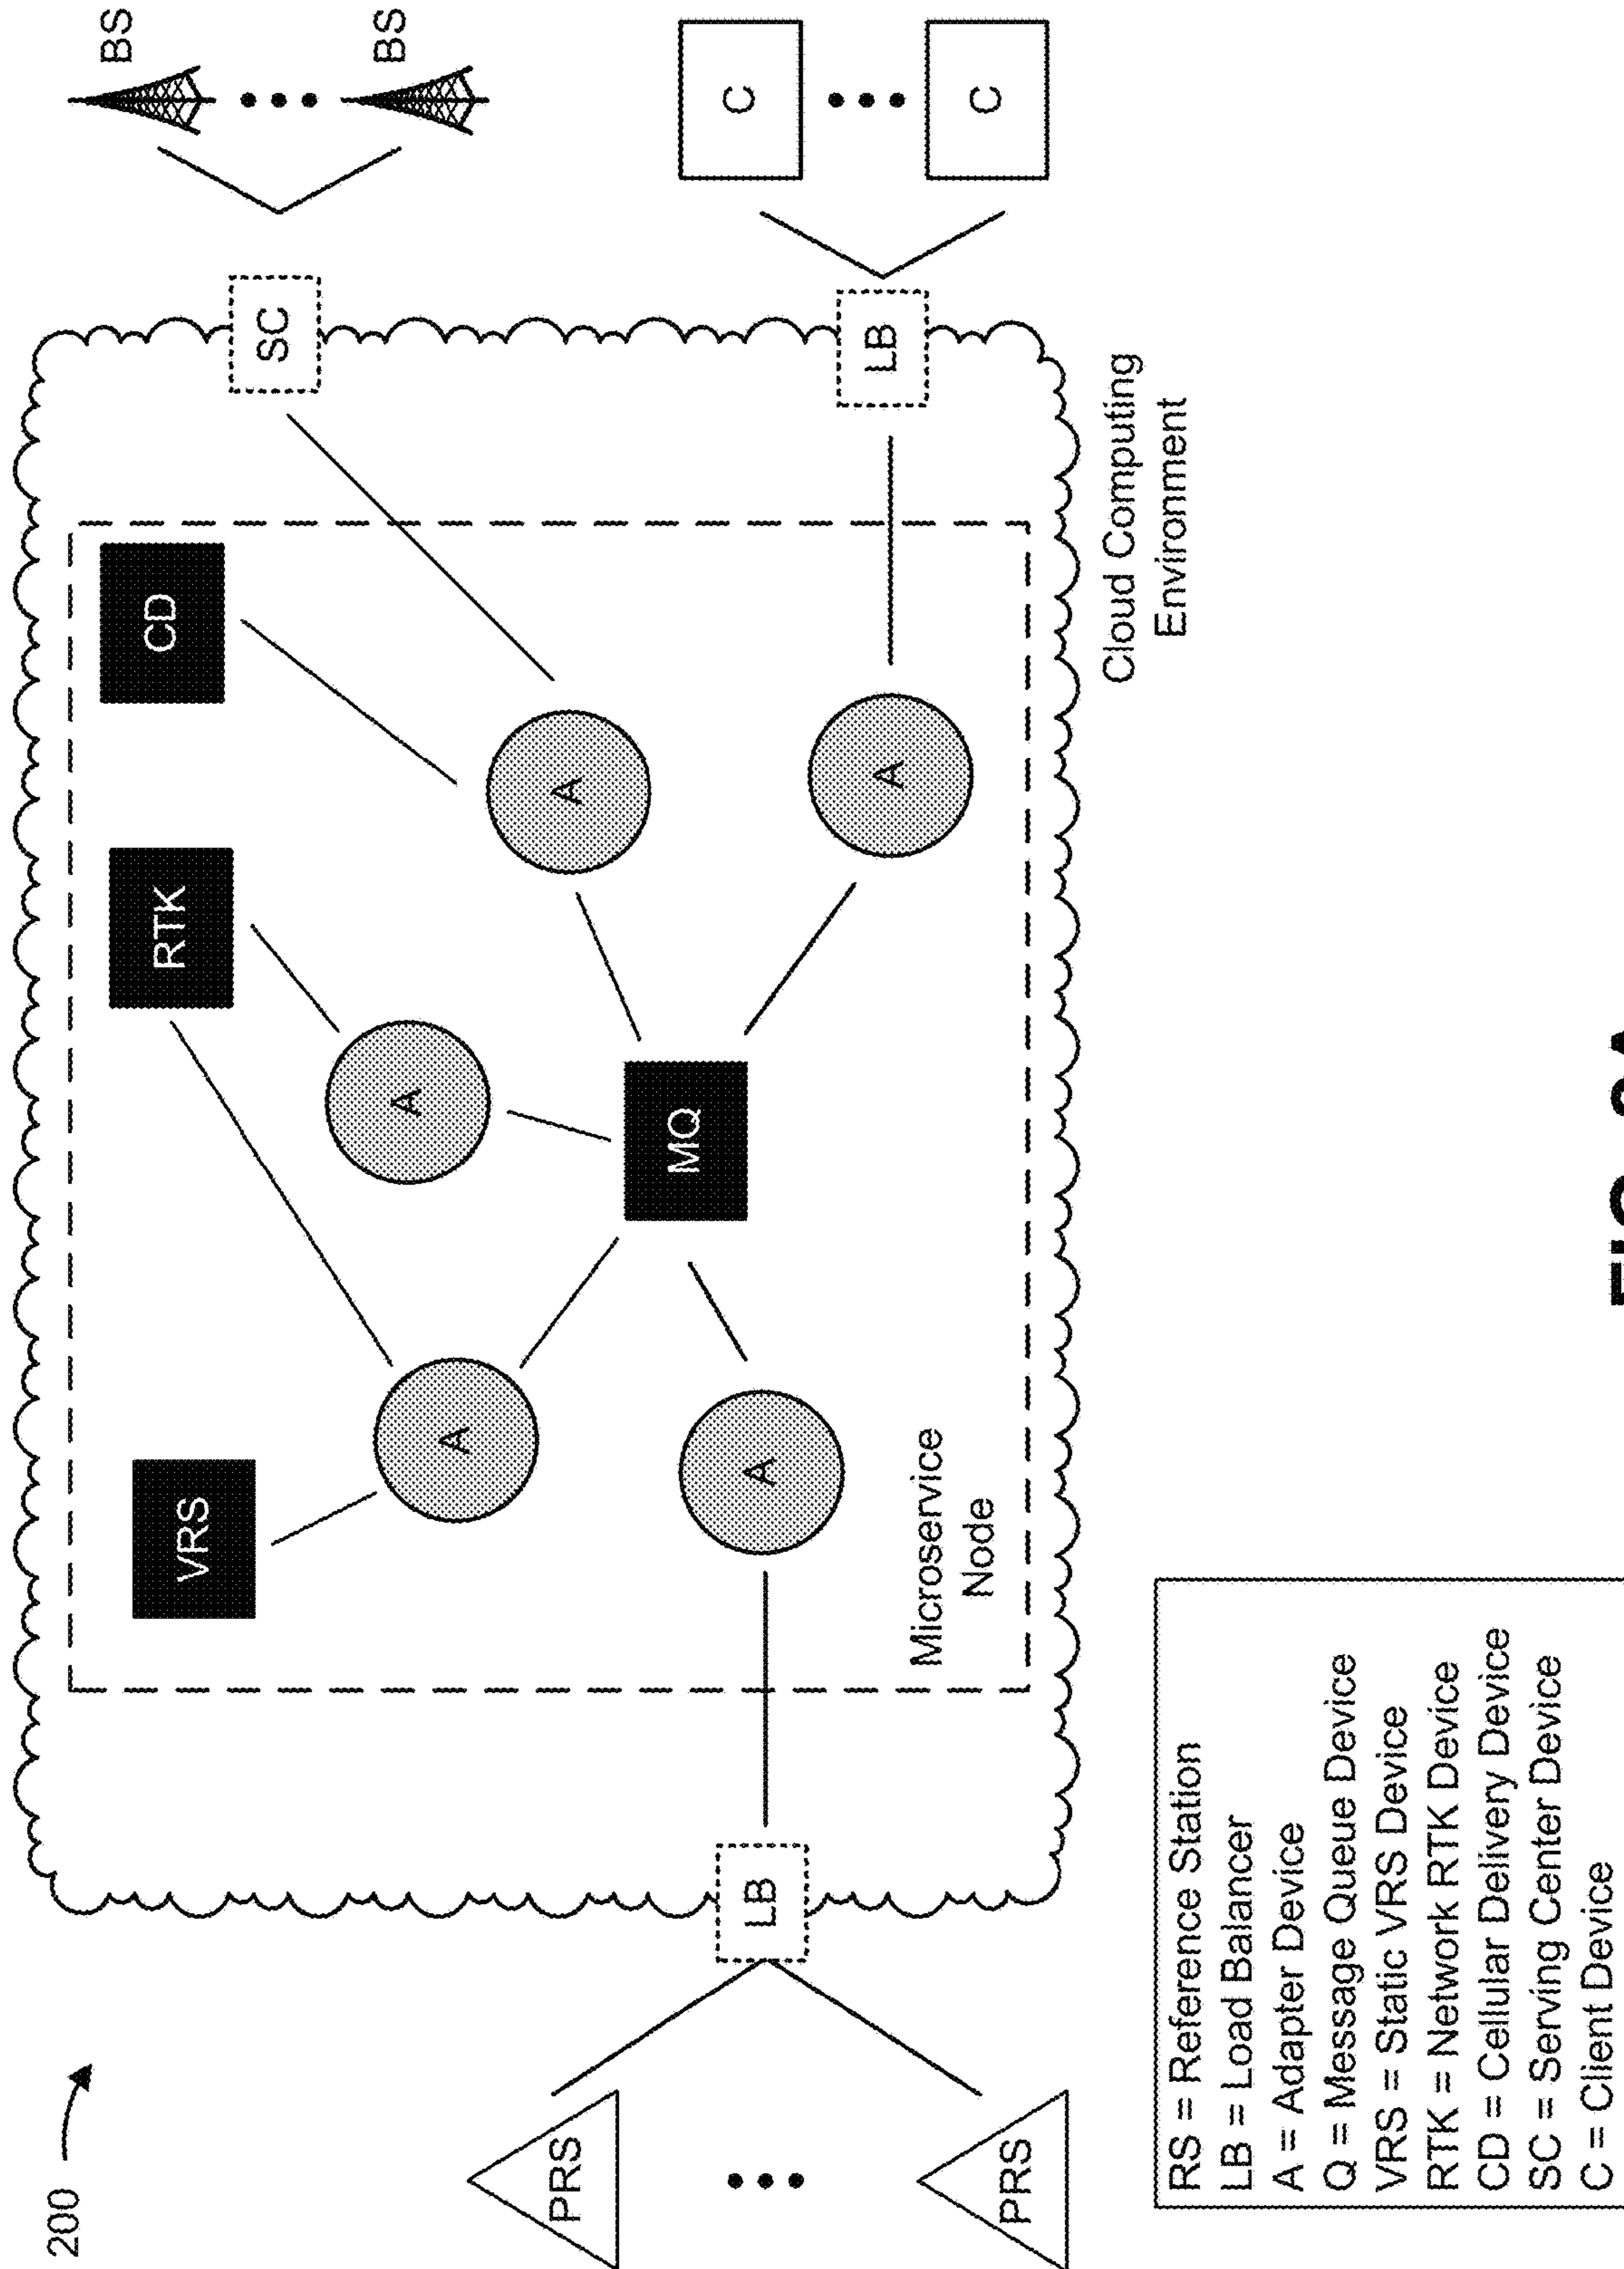 200
BS
BS
VRS
RTK
CD
SC
A
A
A
PRS
PRS
LB
A
MQ
A
LB
C
C
Microservice
Node
Cloud Computing
Environment
RS = Reference Station
LB = Load Balancer
A = Adapter Device
Q = Message Queue Device
VRS = Static VRS Device
RTK = Network RTK Device
CD = Cellular Delivery Device
SC = Serving Center Device
C = Client Device